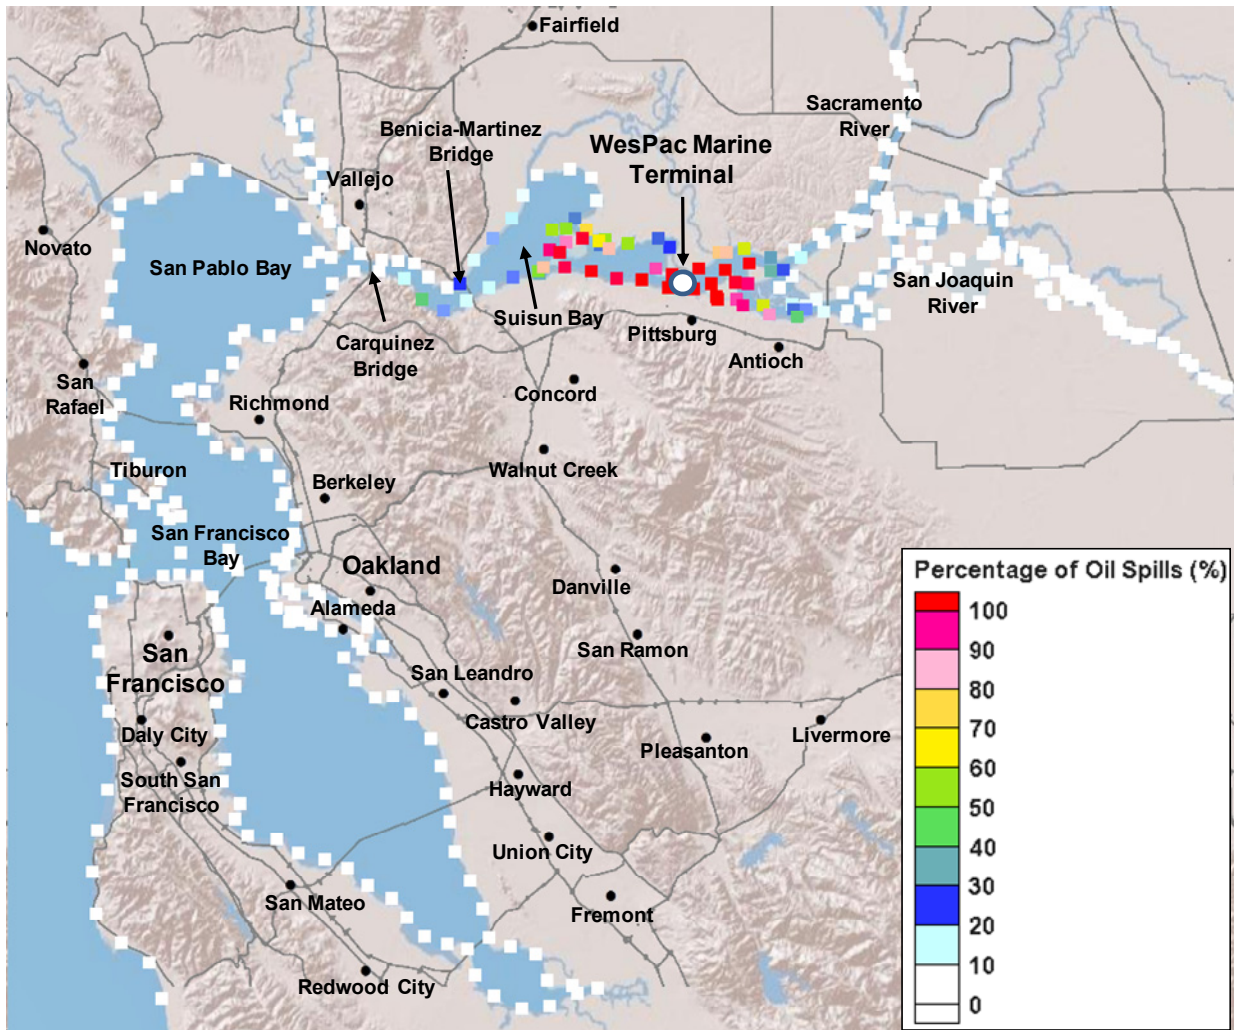 Fairfield
Sacramento
River
Benicia-Martinez
Bridge
WesPac Marine
Terminal
Vallejo
Novato
San Pablo Bay
San Joaquin
River
Suisun Bay
Pittsburg
Carquinez
Bridge
Antioch
San
Rafael
Richmond
Concord
Tiburon
Walnut Creek
Berkeley
San Francisco
Bay
Oakland
Alameda
Danville
San
Francisco
San Ramon
San Leandro
Castro Valley
Daly City
Pleasanton
Livermore
South San
Francisco
Hayward
Union City
San Mateo
Fremont
Redwood City
Percentage of Oil Spills (%)
100
90
80
70
60
50
40
30
20
10
0